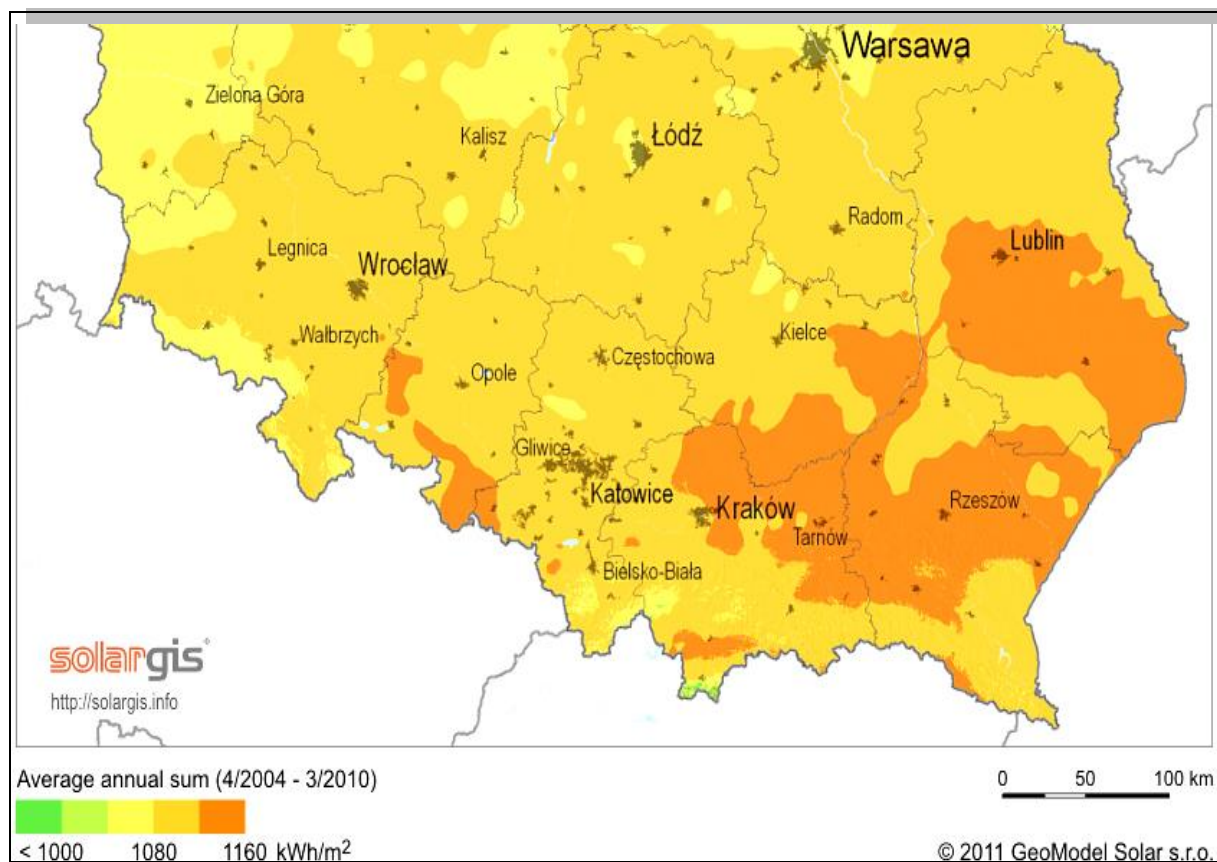 Warsawa
Zielona Góra
Kalisz
Łódź
Radom
Lublin
Legnica
Wrocław
Wałbrzych
Kielce
Częstochowa
Opole
Gliwice
Katowice
Kraków
Rzeszów
Tarnów
Bielsko-Biała
solargis
http://solargis.info
Average annual sum (4/2004 - 3/2010)
0 50 100 km
< 1000 1080 1160 kWh/m²
© 2011 GeoModel Solar s.r.o.